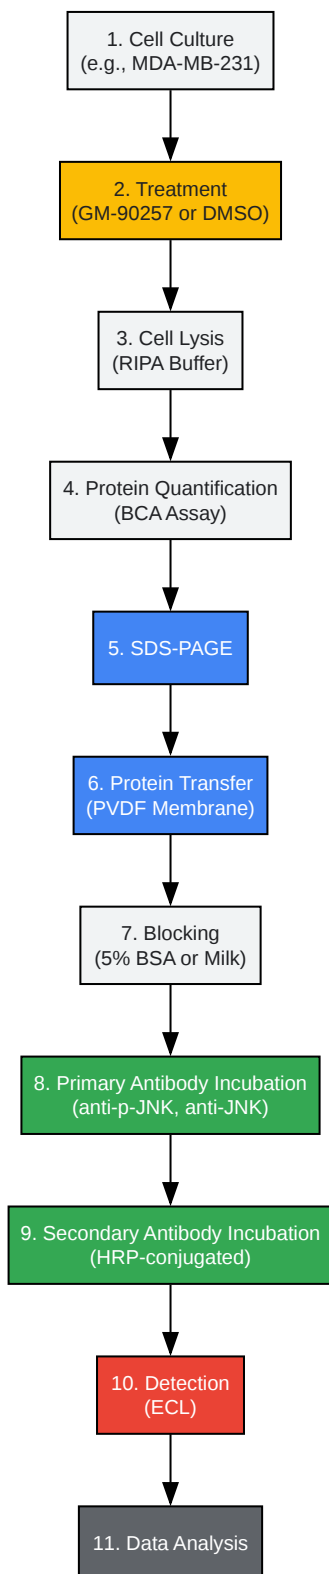 1. Cell Culture
(e.g., MDA-MB-231)
2. Treatment
(GM-90257 or DMSO)
3. Cell Lysis
(RIPA Buffer)
4. Protein Quantification
(BCA Assay)
5. SDS-PAGE
6. Protein Transfer
(PVDF Membrane)
7. Blocking
(5% BSA or Milk)
8. Primary Antibody Incubation
(anti-p-JNK, anti-JNK)
9. Secondary Antibody Incubation
(HRP-conjugated)
10. Detection
(ECL)
11. Data Analysis